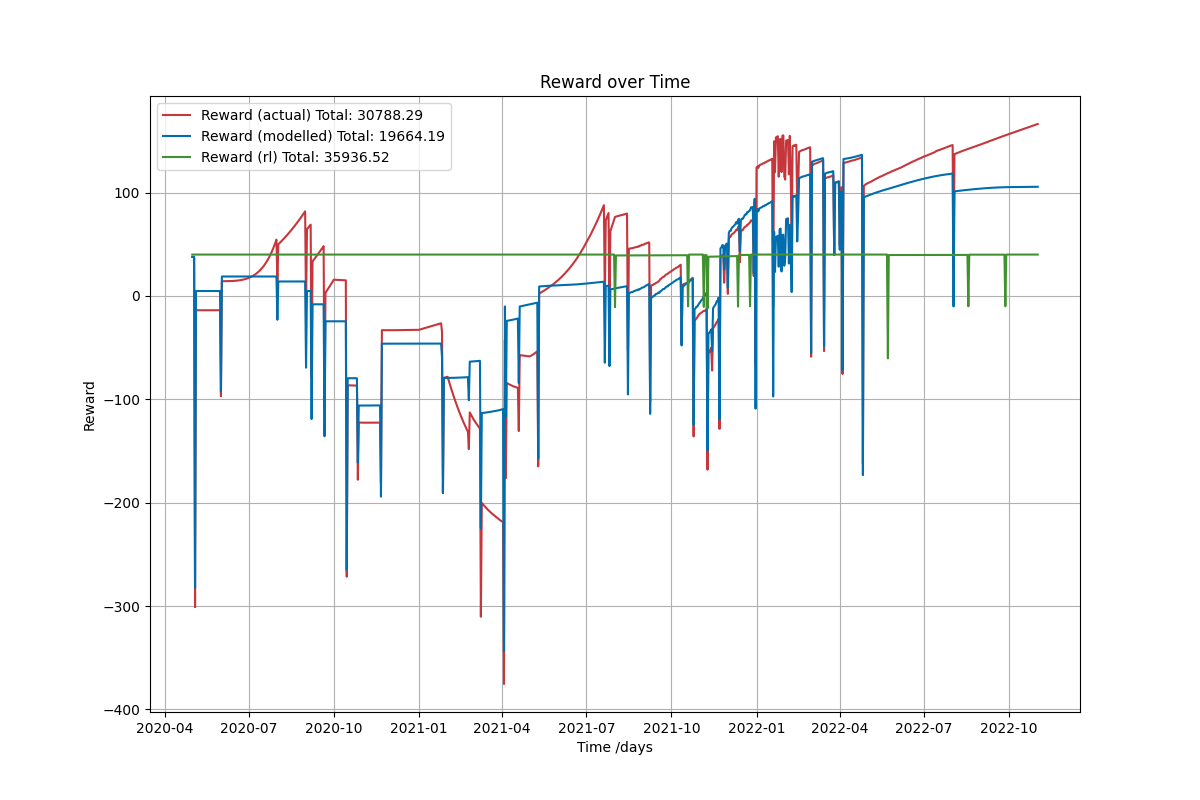 Reward over Time
Reward (actual) Total: 30788.29
Reward (modelled) Total: 19664.19
Reward (rl) Total: 35936.52
100
0
−100
−200
−300
−400
Reward
2020-04 2020-07 2020-10 2021-01 2021-04 2021-07 2021-10 2022-01 2022-04 2022-07 2022-10
Time /days